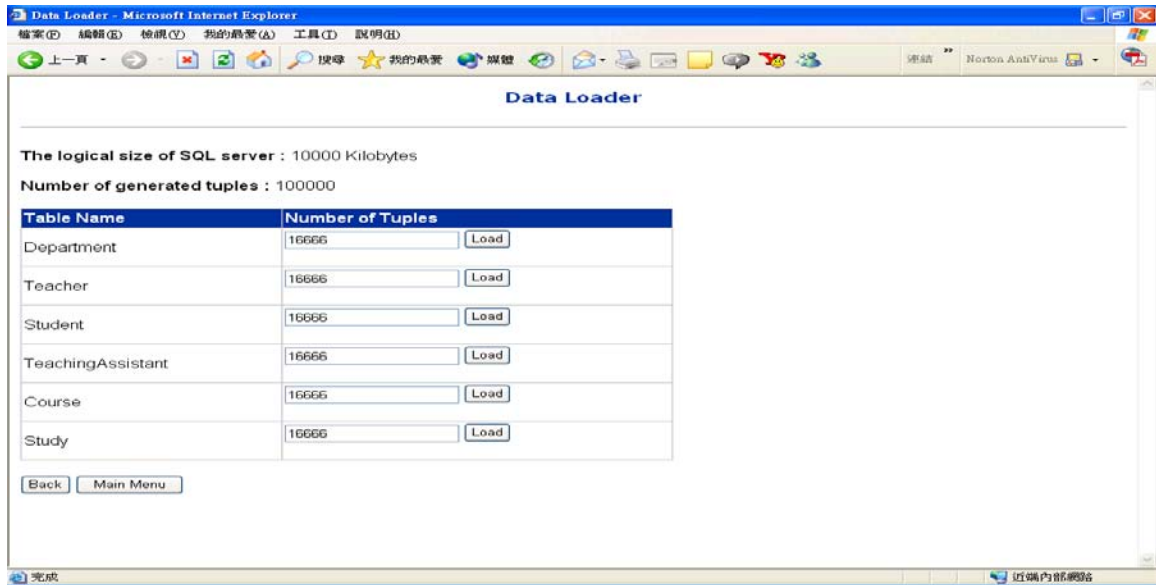 Data Loader - Microsoft Internet Explorer
檔案(F) 編輯(E) 檢視(V) 我的最愛(A) 工具(T) 說明(H)
上一頁 搜尋 我的最愛 媒體 連結 » Norton AntiVirus
Data Loader
The logical size of SQL server : 10000 Kilobytes
Number of generated tuples : 100000
Table Name Number of Tuples
Department 16666 Load
Teacher 16666 Load
Student 16666 Load
TeachingAssistant 16666 Load
Course 16666 Load
Study 16666 Load
Back Main Menu
完成 近端內部網路